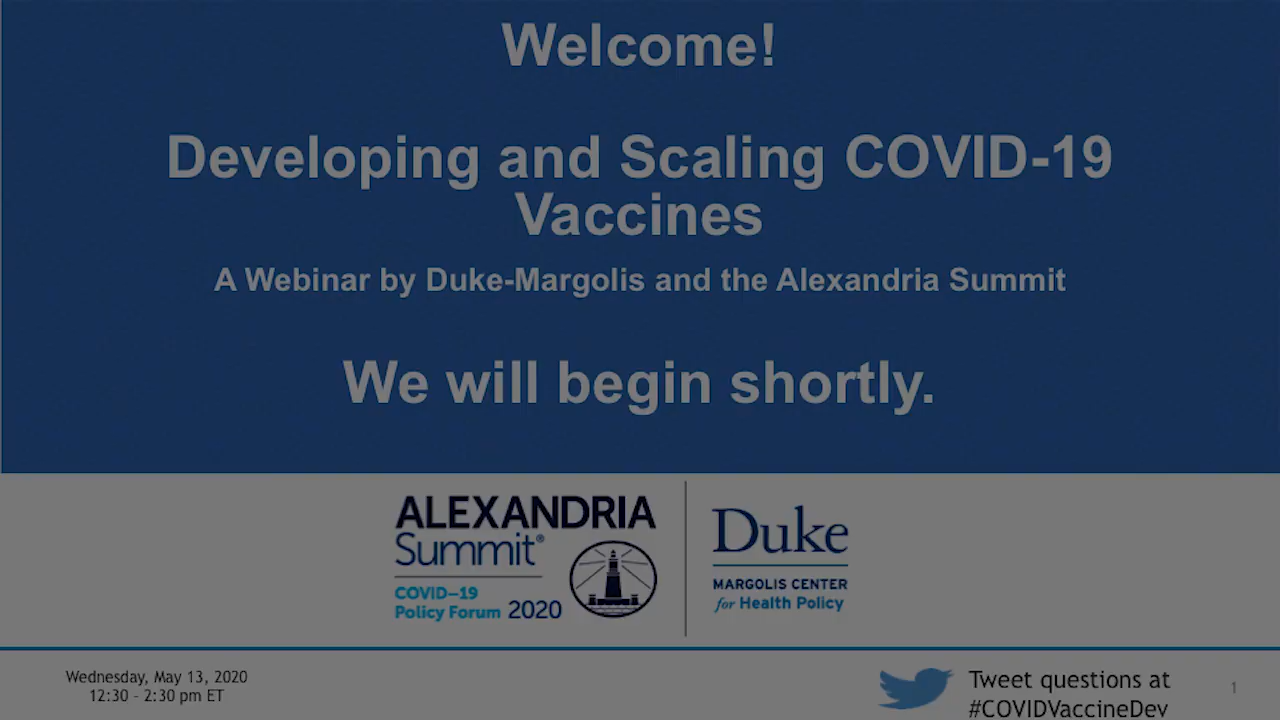 Welcome!
Developing and Scaling COVID-19
Vaccines
A Webinar by Duke-Margolis and the Alexandria Summit
We will begin shortly.
ALEXANDRIA
Summit®
COVID–19
Policy Forum 2020
Duke
MARGOLIS CENTER
for Health Policy
Wednesday, May 13, 2020
12:30 – 2:30 pm ET
Tweet questions at
#COVIDVaccineDev
1